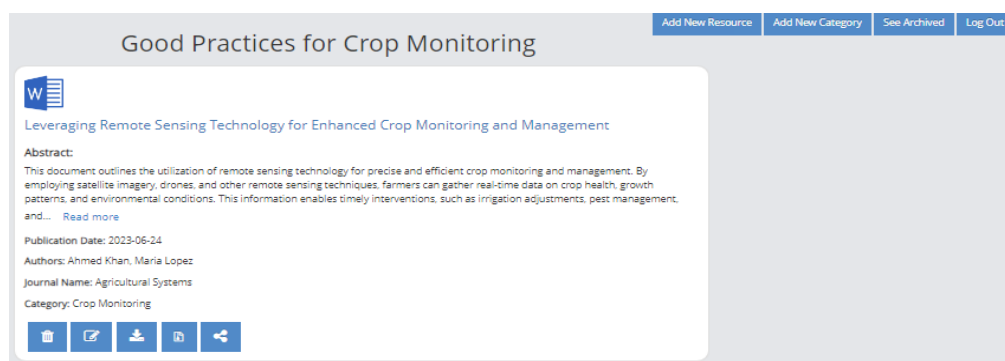 Add New Resource Add New Category See Archived Log Out
Good Practices for Crop Monitoring
W
Leveraging Remote Sensing Technology for Enhanced Crop Monitoring and Management
Abstract:
This document outlines the utilization of remote sensing technology for precise and efficient crop monitoring and management. By
employing satellite imagery, drones, and other remote sensing techniques, farmers can gather real-time data on crop health, growth
patterns, and environmental conditions. This information enables timely interventions, such as irrigation adjustments, pest management,
and... Read more
Publication Date: 2023-06-24
Authors: Ahmed Khan, Maria Lopez
Journal Name: Agricultural Systems
Category: Crop Monitoring